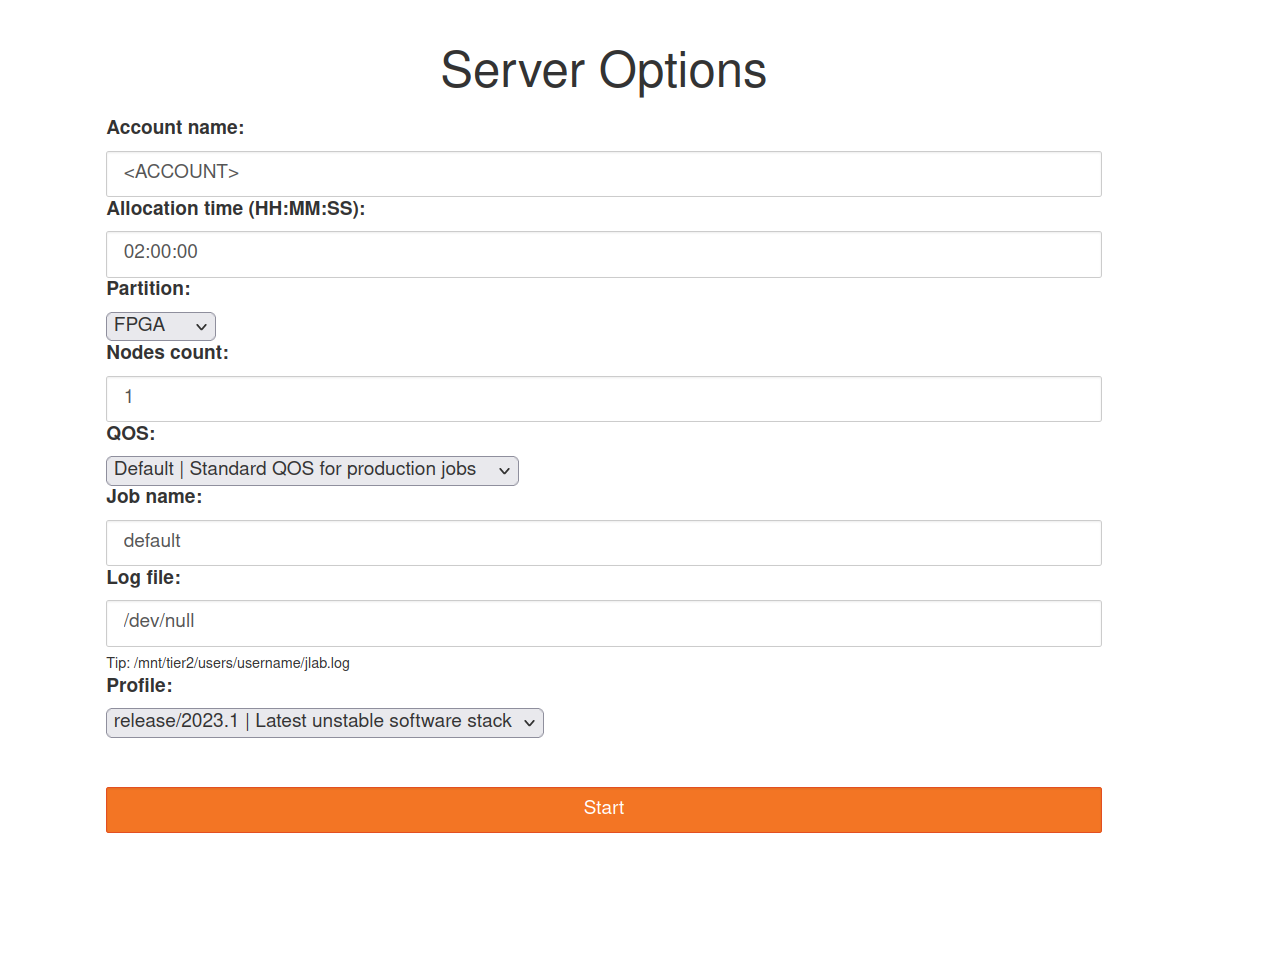 Server Options
Account name:
<ACCOUNT>
Allocation time (HH:MM:SS):
02:00:00
Partition:
FPGA
Nodes count:
1
QOS:
Default | Standard QOS for production jobs
Job name:
default
Log file:
/dev/null
Tip: /mnt/tier2/users/username/jlab.log
Profile:
release/2023.1 | Latest unstable software stack
Start